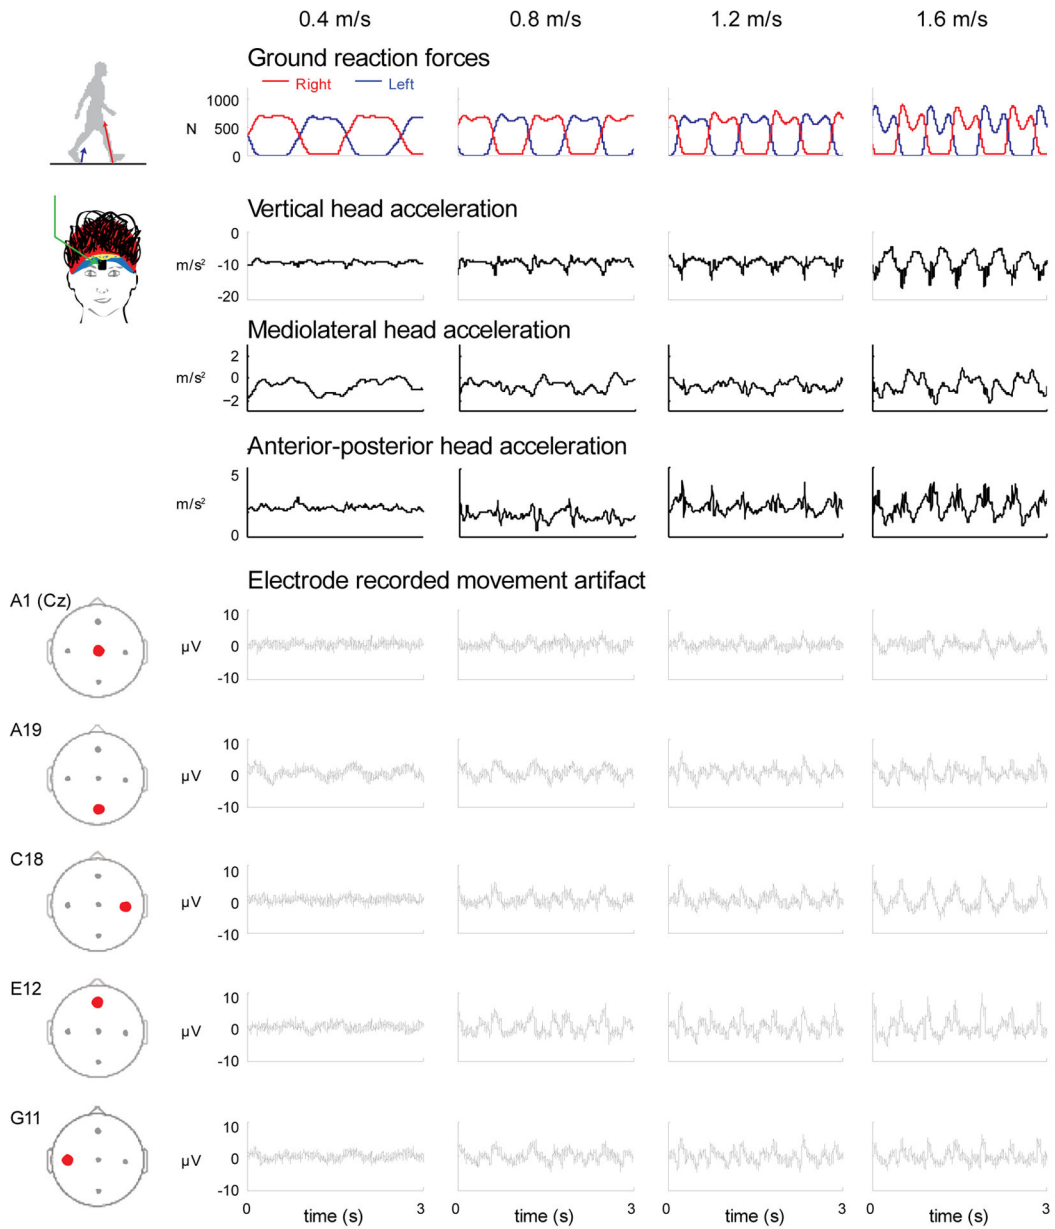 0.4 m/s 0.8 m/s 1.2 m/s 1.6 m/s
Ground reaction forces
Right Left
1000
N 500
0
Vertical head acceleration
0
m/s² -10
-20
Mediolateral head acceleration
2
m/s² 0
−2
Anterior-posterior head acceleration
5
m/s²
0
Electrode recorded movement artifact
A1 (Cz)
10
µV 0
-10
A19
10
µV 0
-10
C18
10
µV 0
-10
E12
10
µV 0
-10
G11
10
µV 0
-10
0 3 0 3 0 3 0 3
time (s) time (s) time (s) time (s)